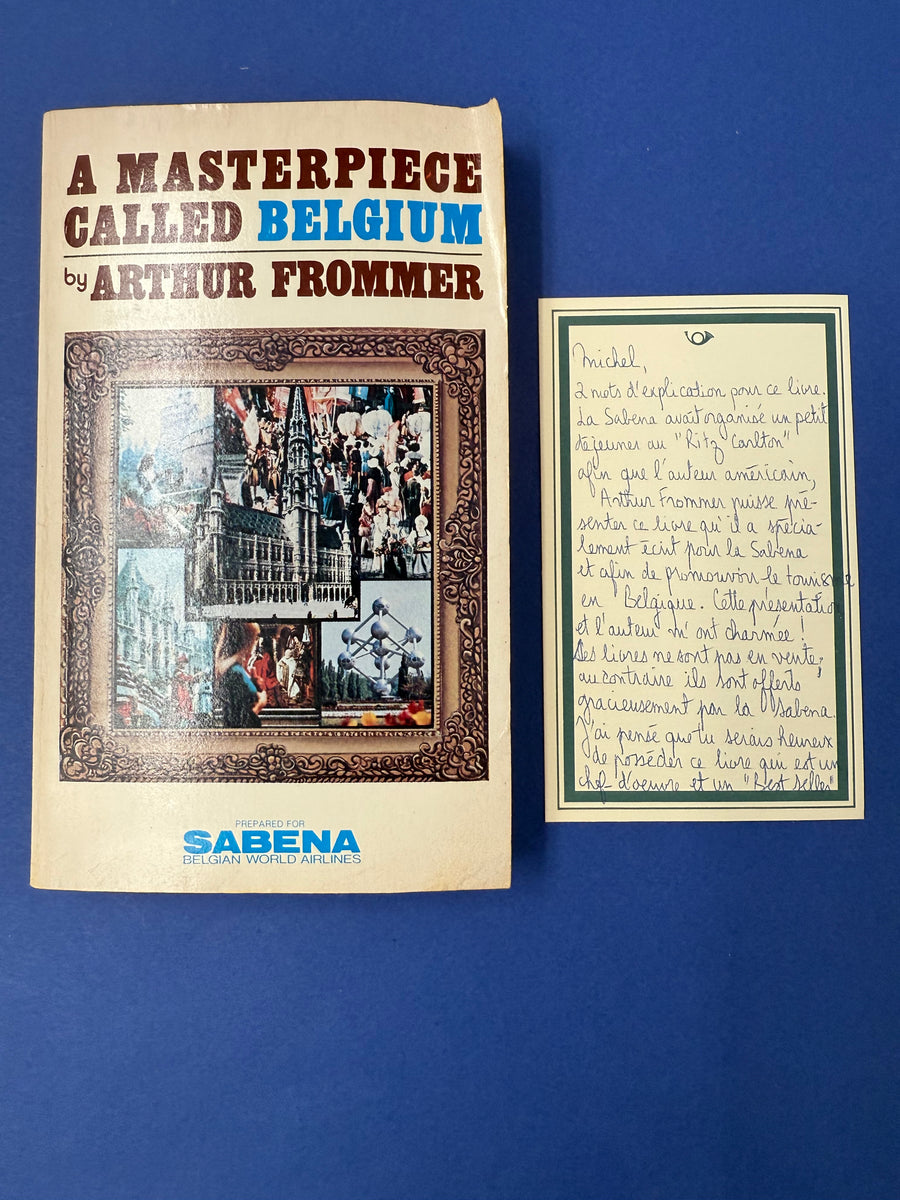 A MASTERPIECE
CALLED BELGIUM
by ARTHUR FROMMER
PREPARED FOR
SABENA
BELGIAN WORLD AIRLINES
Michel,
2 mots d'explication pour ce livre.
La Sabena avait organisé un petit
déjeuner au "Ritz Carlton"
afin que l'auteur américain,
Arthur Frommer puisse pré-
senter ce livre qu'il a spécia-
lement écrit pour la Sabena
et afin de promouvoir le tourisme
en Belgique. Cette présentation
et l'auteur m'ont charmée !
Ses livres ne sont pas en vente;
au contraire ils sont offerts
gracieusement par la Sabena.
J'ai pensé que tu serais heureux
de posséder ce livre qui est un
chef-d'oeuvre et un "Best seller"